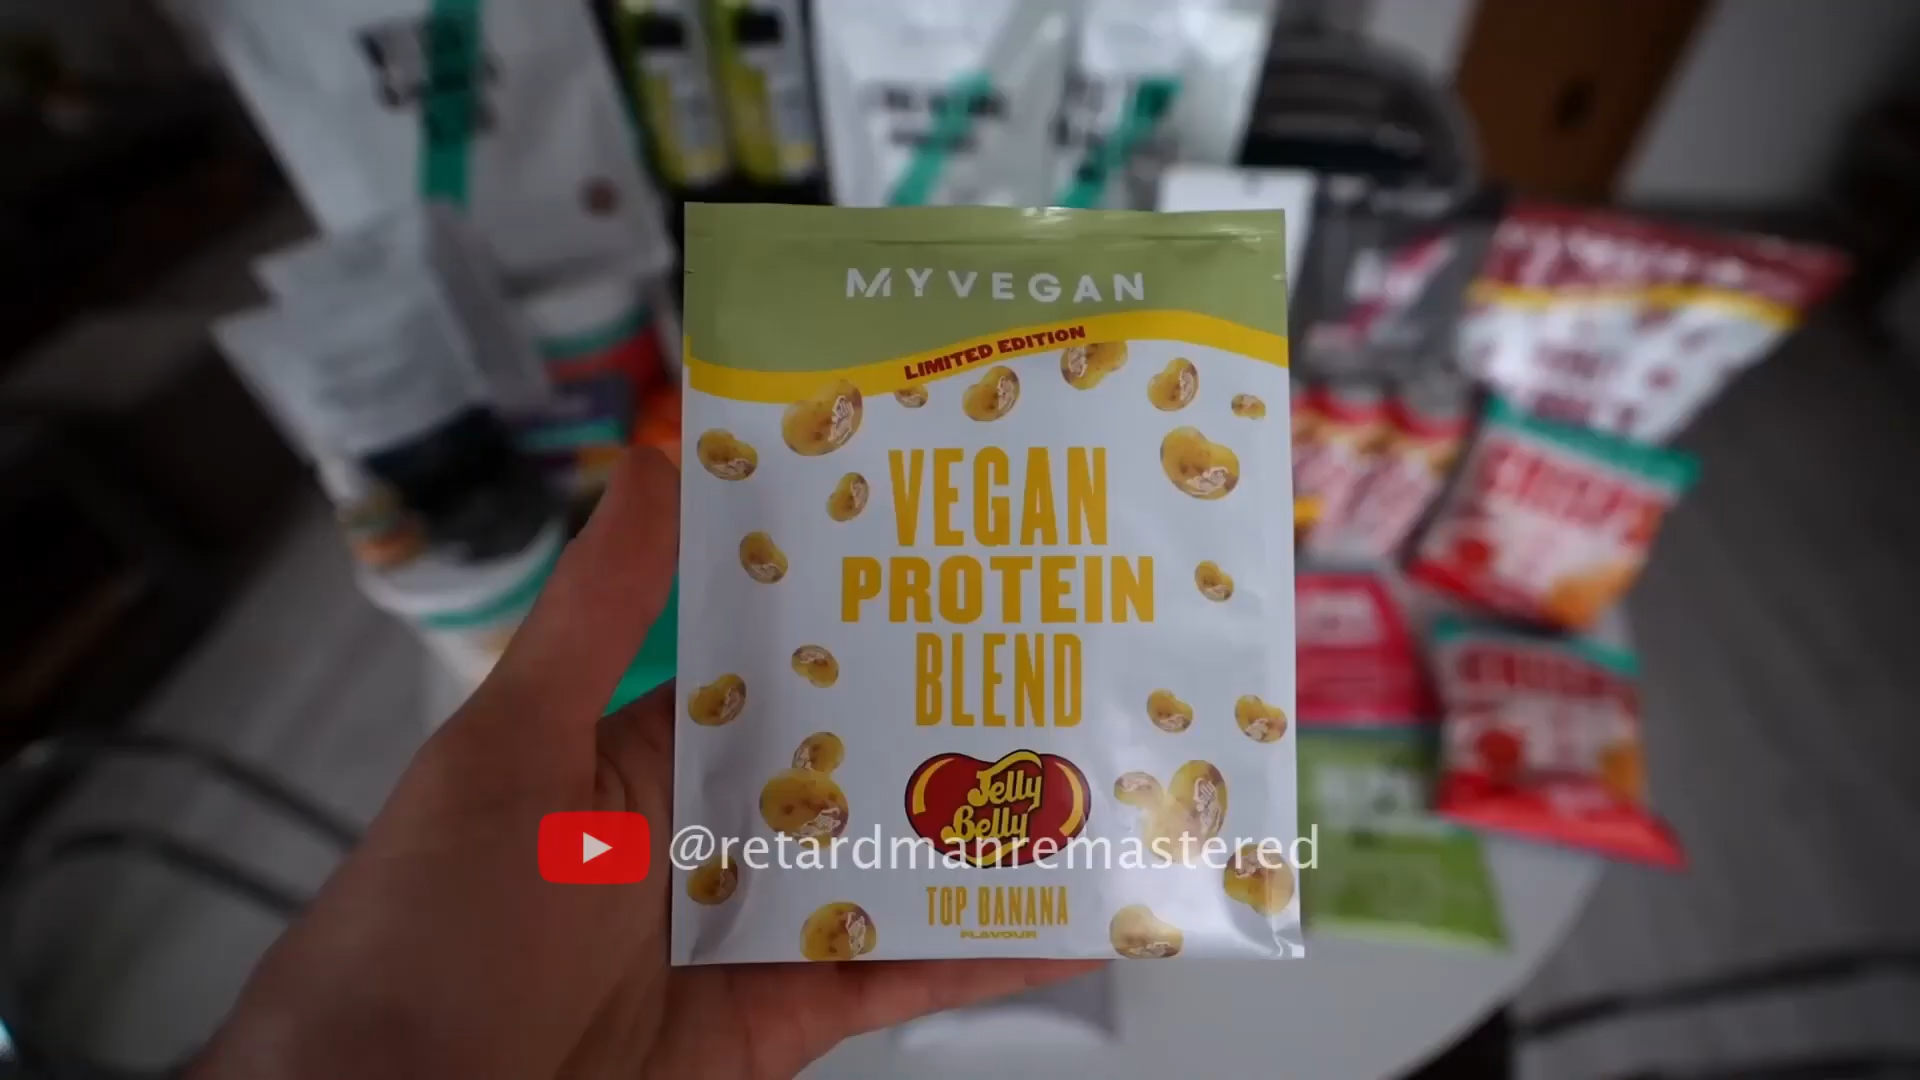 MYVEGAN
LIMITED EDITION
VEGAN
PROTEIN
BLEND
Jelly
Belly
@retardmanremastered
TOP BANANA
FLAVOUR